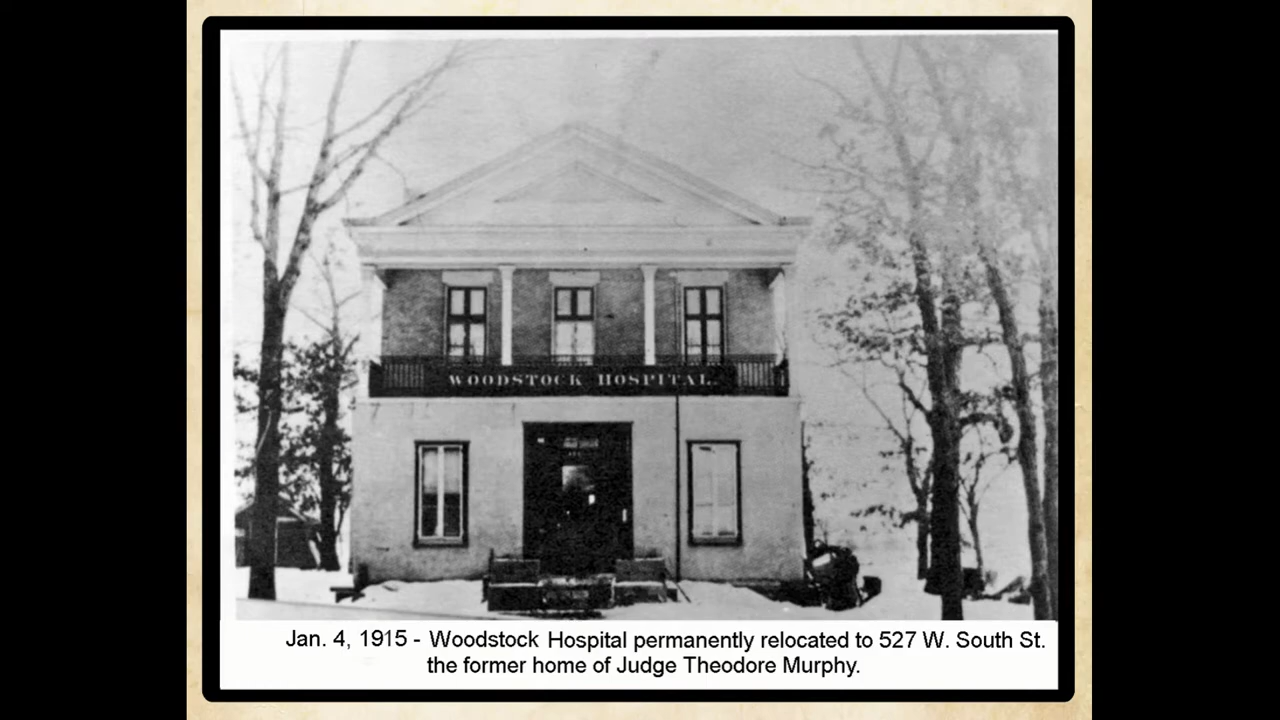 WOODSTOCK HOSPITAL.
Jan. 4, 1915 - Woodstock Hospital permanently relocated to 527 W. South St.
the former home of Judge Theodore Murphy.